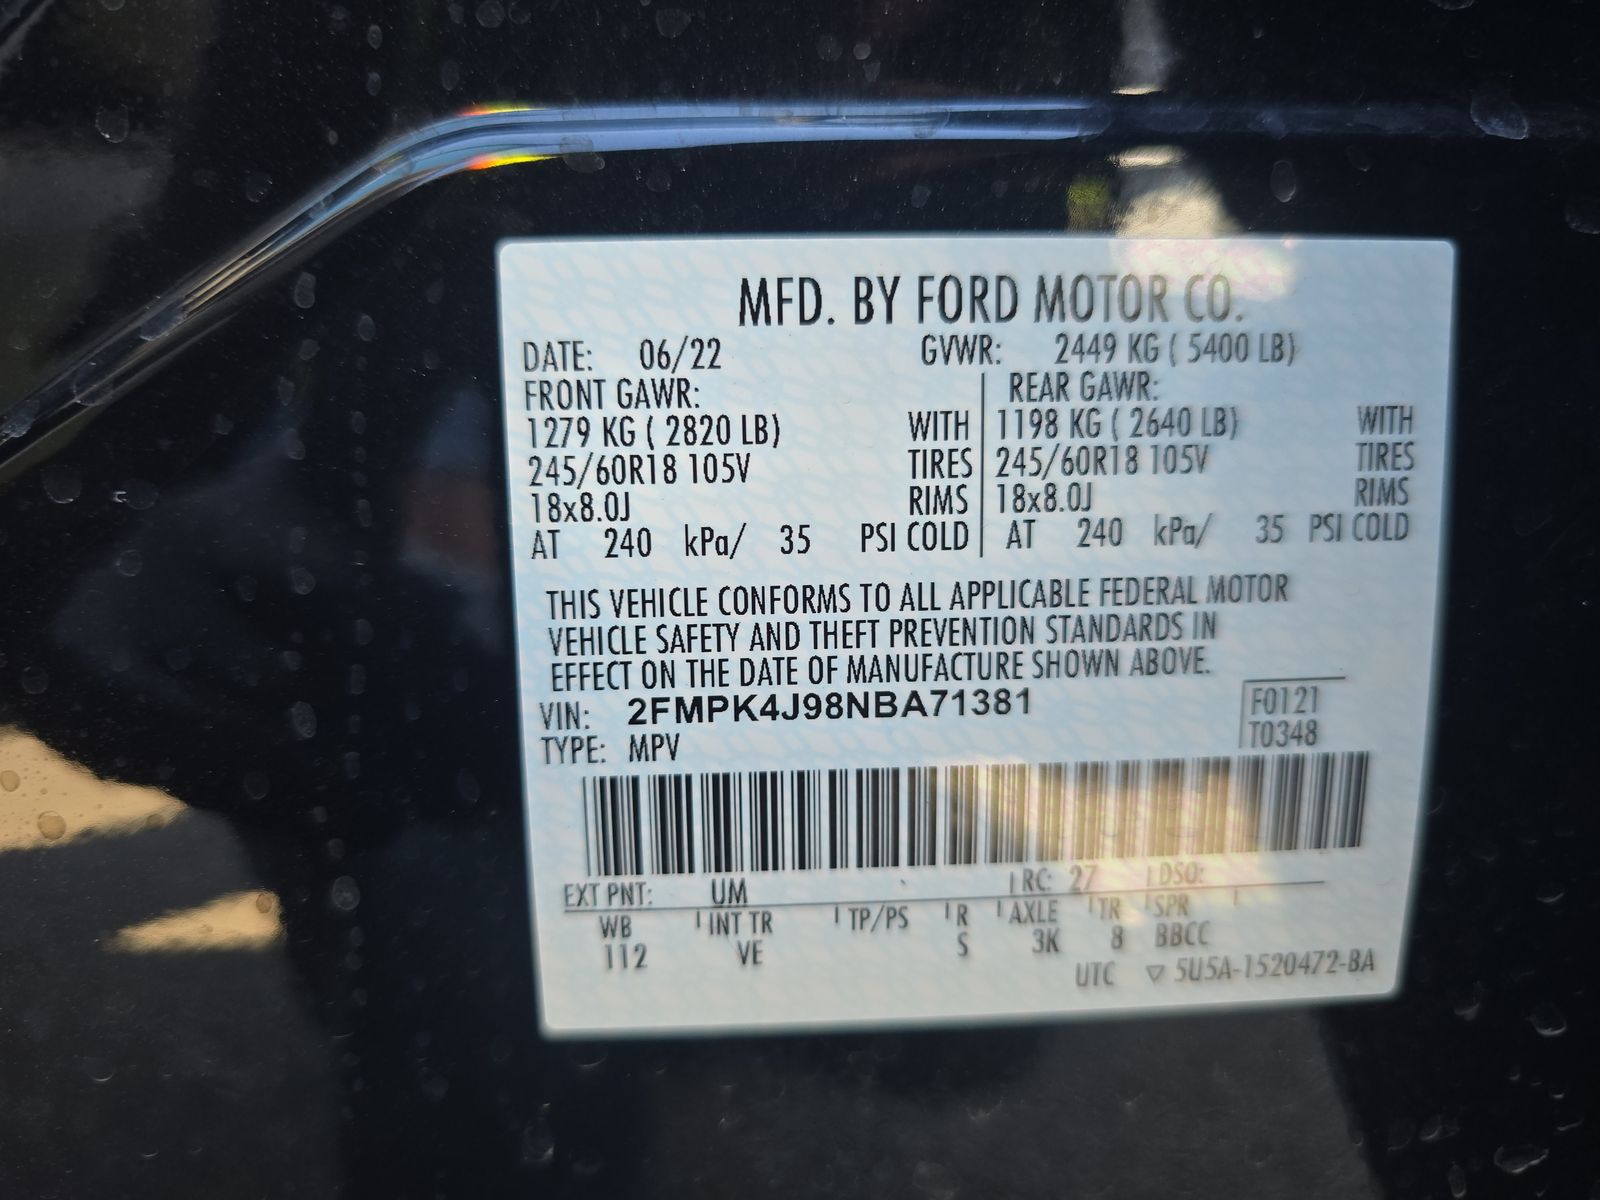 MFD. BY FORD MOTOR CO.
DATE: 06/22 GVWR: 2449 KG ( 5400 LB)
FRONT GAWR: REAR GAWR:
1279 KG ( 2820 LB) WITH 1198 KG ( 2640 LB) WITH
245/60R18 105V TIRES 245/60R18 105V TIRES
18x8.0J RIMS 18x8.0J RIMS
AT 240 kPa/ 35 PSI COLD AT 240 kPa/ 35 PSI COLD
THIS VEHICLE CONFORMS TO ALL APPLICABLE FEDERAL MOTOR
VEHICLE SAFETY AND THEFT PREVENTION STANDARDS IN
EFFECT ON THE DATE OF MANUFACTURE SHOWN ABOVE.
VIN: 2FMPK4J98NBA71381 F0121
TYPE: MPV T0348
EXT PNT: UM RC: 27 DSO:
WB INT TR TP/PS R AXLE TR SPR
112 VE S 3K 8 BBCC
UTC ▽ 5U5A-1520472-BA